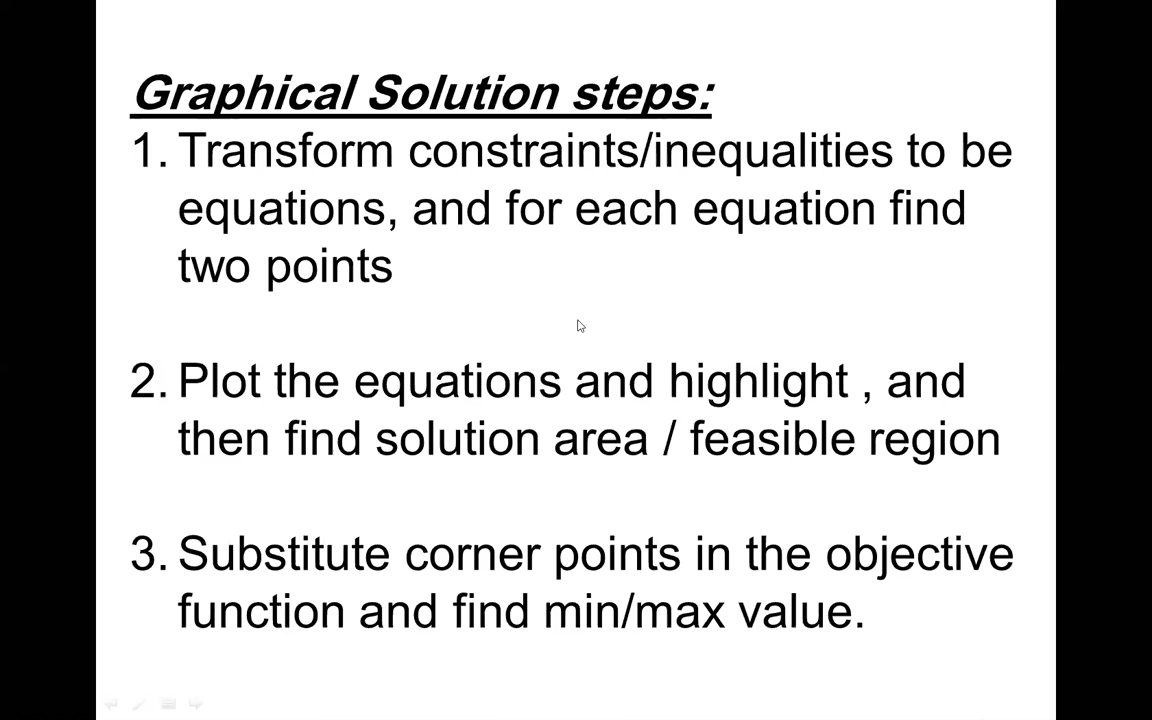 Graphical Solution steps:
1. Transform constraints/inequalities to be
equations, and for each equation find
two points
2. Plot the equations and highlight , and
then find solution area / feasible region
3. Substitute corner points in the objective
function and find min/max value.